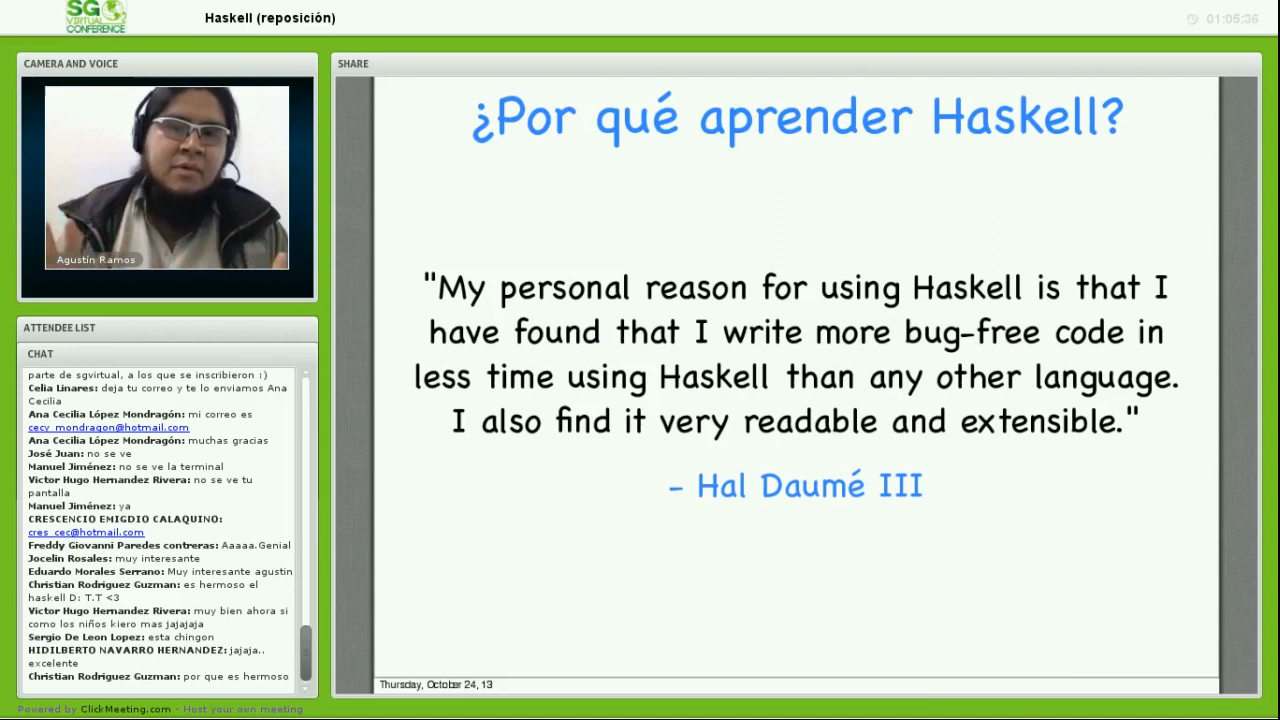 SG
VIRTUAL
CONFERENCE
Haskell (reposición)
01:05:36
CAMERA AND VOICE
Agustín Ramos
ATTENDEE LIST
CHAT
parte de sgvirtual, a los que se inscribieron :)
Celia Linares: deja tu correo y te lo enviamos Ana
Cecilia
Ana Cecilia López Mondragón: mi correo es
cecy_mondragon@hotmail.com
Ana Cecilia López Mondragón: muchas gracias
José Juan: no se ve
Manuel Jiménez: no se ve la terminal
Victor Hugo Hernandez Rivera: no se ve tu
pantalla
Manuel Jiménez: ya
CRESCENCIO EMIGDIO CALAQUINO:
cres_cec@hotmail.com
Freddy Giovanni Paredes contreras: Aaaaa.Genial
Jocelin Rosales: muy interesante
Eduardo Morales Serrano: Muy interesante agustin
Christian Rodriguez Guzman: es hermoso el
haskell D: T.T <3
Victor Hugo Hernandez Rivera: muy bien ahora si
como los niños kiero mas jajajaja
Sergio De Leon Lopez: esta chingon
HIDILBERTO NAVARRO HERNANDEZ: jajaja..
excelente
Christian Rodriguez Guzman: por que es hermoso
SHARE
¿Por qué aprender Haskell?
"My personal reason for using Haskell is that I
have found that I write more bug-free code in
less time using Haskell than any other language.
I also find it very readable and extensible."
- Hal Daumé III
Thursday, October 24, 13
Powered by ClickMeeting.com - Host your own meeting